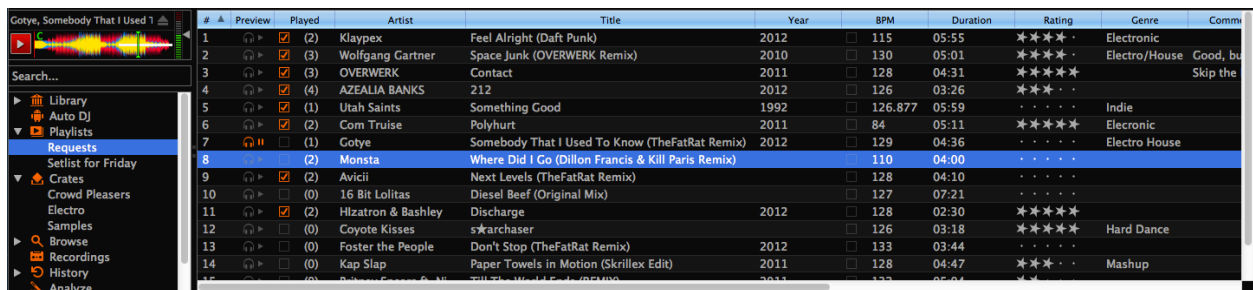 Gotye, Somebody That I Used T
C
Search...
Library
Auto DJ
Playlists
Requests
Setlist for Friday
Crates
Crowd Pleasers
Electro
Samples
Browse
Recordings
History
Analyze
# Preview Played Artist Title Year BPM Duration Rating Genre Comme
1 (2) Klaypex Feel Alright (Daft Punk) 2012 115 05:55 ★★★★· Electronic
2 (3) Wolfgang Gartner Space Junk (OVERWERK Remix) 2010 130 05:01 ★★★★· Electro/House Good, bu
3 (3) OVERWERK Contact 2011 128 04:31 ★★★★★ Skip the
4 (4) AZEALIA BANKS 212 2012 126 03:26 ★★★··
5 (1) Utah Saints Something Good 1992 126.877 05:59 ····· Indie
6 (2) Com Truise Polyhurt 2011 84 05:11 ★★★★★ Elecronic
7 (1) Gotye Somebody That I Used To Know (TheFatRat Remix) 2012 129 04:36 ····· Electro House
8 (2) Monsta Where Did I Go (Dillon Francis & Kill Paris Remix) 110 04:00 ·····
9 (2) Avicii Next Levels (TheFatRat Remix) 128 04:10 ·····
10 (0) 16 Bit Lolitas Diesel Beef (Original Mix) 127 07:21 ·····
11 (2) HIzatron & Bashley Discharge 2012 128 02:30 ★★★★★
12 (0) Coyote Kisses s★archaser 126 03:18 ★★★★★ Hard Dance
13 (0) Foster the People Don't Stop (TheFatRat Remix) 2012 133 03:44 ·····
14 (0) Kap Slap Paper Towels in Motion (Skrillex Edit) 2011 128 04:47 ★★★·· Mashup
15 (0) Till The World Ends (REMIX) 2011